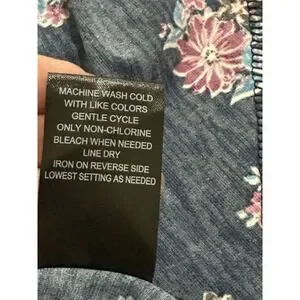 MACHINE WASH COLD
WITH LIKE COLORS
GENTLE CYCLE
ONLY NON-CHLORINE
BLEACH WHEN NEEDED
LINE DRY
IRON ON REVERSE SIDE
LOWEST SETTING AS NEEDED